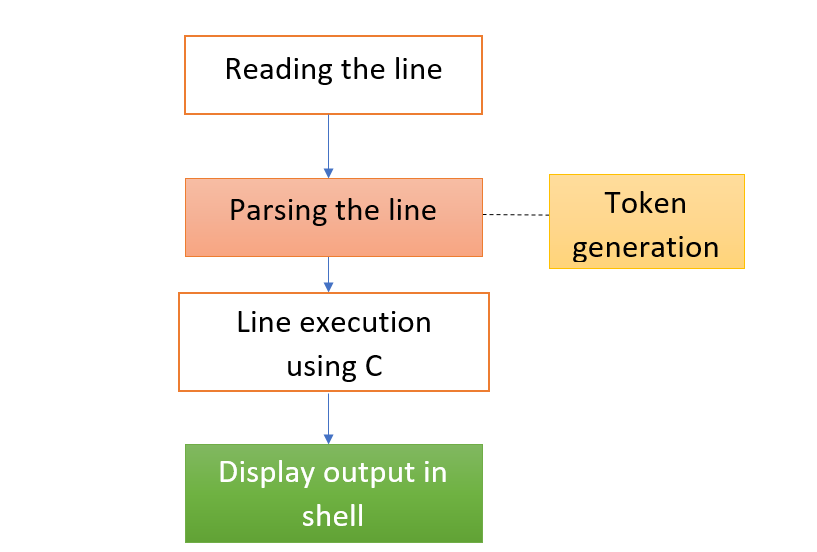 Reading the line
Parsing the line
Token
generation
Line execution
using C
Display output in
shell